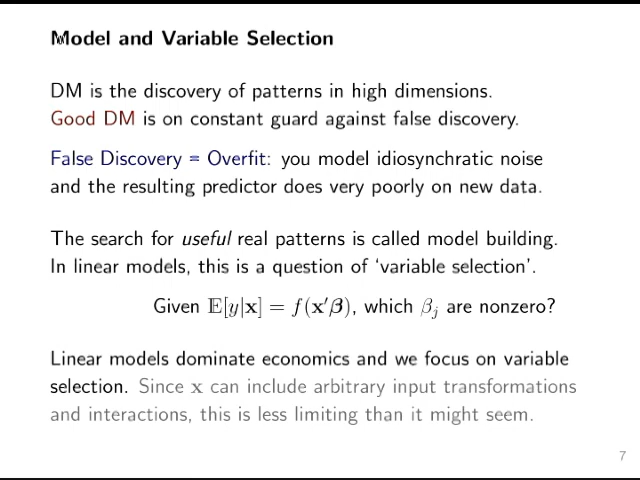 Model and Variable Selection
DM is the discovery of patterns in high dimensions.
Good DM is on constant guard against false discovery.
False Discovery = Overfit: you model idiosynchratic noise
and the resulting predictor does very poorly on new data.
The search for useful real patterns is called model building.
In linear models, this is a question of ‘variable selection’.
Given 𝔼[y|x] = f(x′β), which βⱼ are nonzero?
Linear models dominate economics and we focus on variable
selection. Since x can include arbitrary input transformations
and interactions, this is less limiting than it might seem.
7